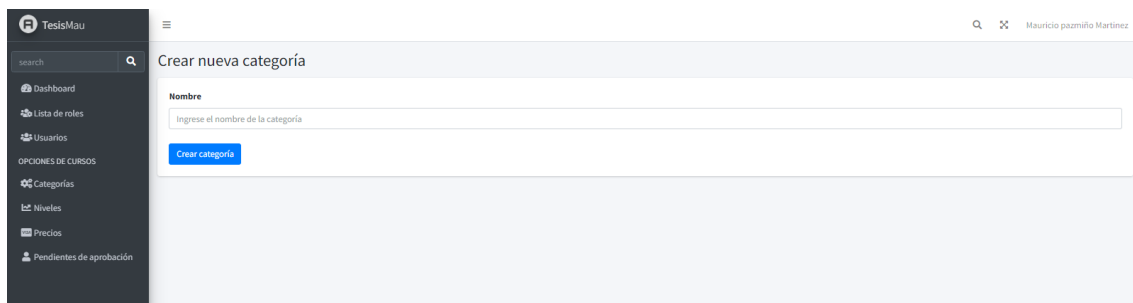 TesisMau
Mauricio pazmiño Martinez
search
Crear nueva categoría
Dashboard
Lista de roles
Usuarios
OPCIONES DE CURSOS
Categorías
Niveles
Precios
Pendientes de aprobación
Nombre
Ingrese el nombre de la categoría
Crear categoría